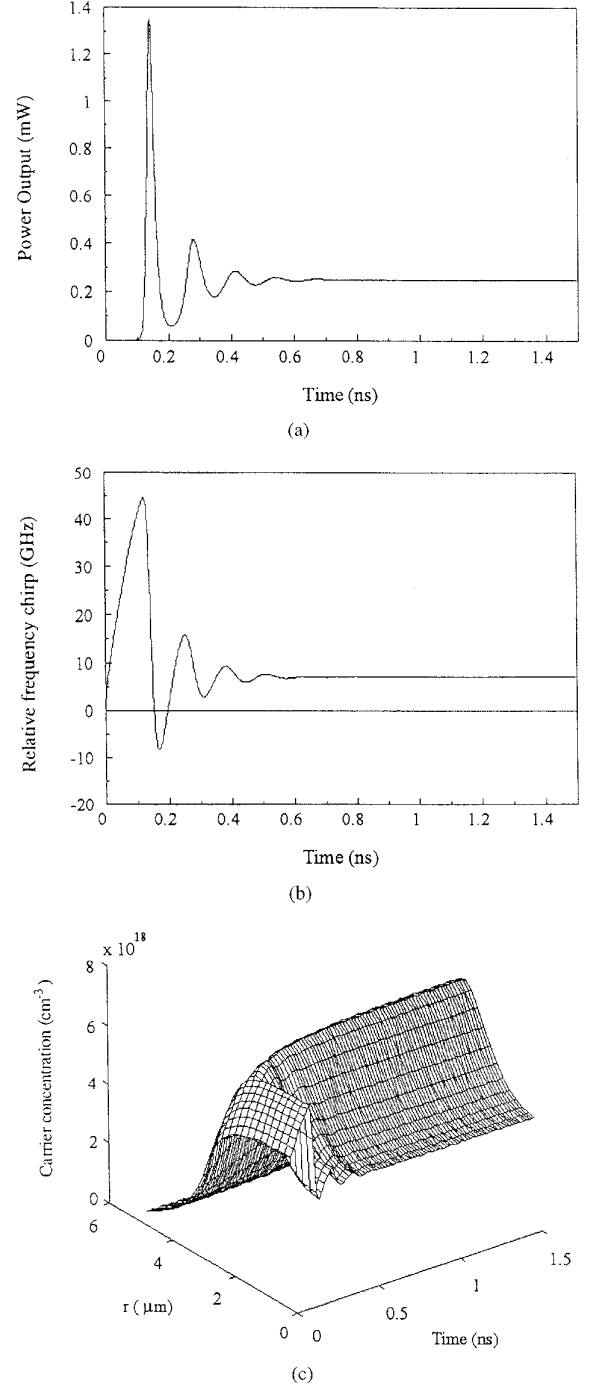 1.4
1.2
1
0.8
0.6
0.4
0.2
0
Power Output (mW)
0 0.2 0.4 0.6 0.8 1 1.2 1.4
Time (ns)
(a)
50
40
30
20
10
0
-10
-20
Relative frequency chirp (GHz)
0 0.2 0.4 0.6 0.8 1 1.2 1.4
Time (ns)
(b)
x 10^18
8
6
4
2
0
Carrier concentration (cm^-3)
6
4
2
0
r ( μm)
0
0.5
1
1.5
Time (ns)
(c)